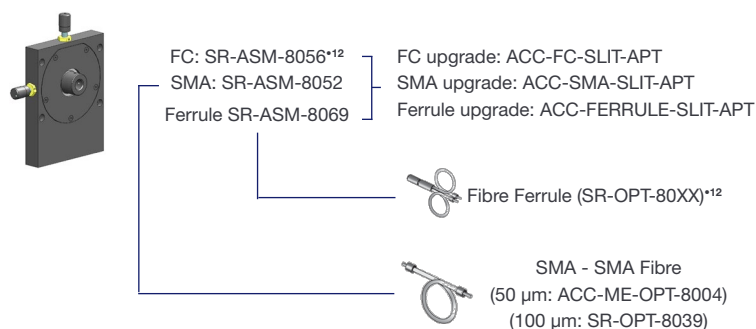 FC: SR-ASM-8056•12
SMA: SR-ASM-8052
Ferrule SR-ASM-8069
FC upgrade: ACC-FC-SLIT-APT
SMA upgrade: ACC-SMA-SLIT-APT
Ferrule upgrade: ACC-FERRULE-SLIT-APT
Fibre Ferrule (SR-OPT-80XX)•12
SMA - SMA Fibre
(50 μm: ACC-ME-OPT-8004)
(100 μm: SR-OPT-8039)